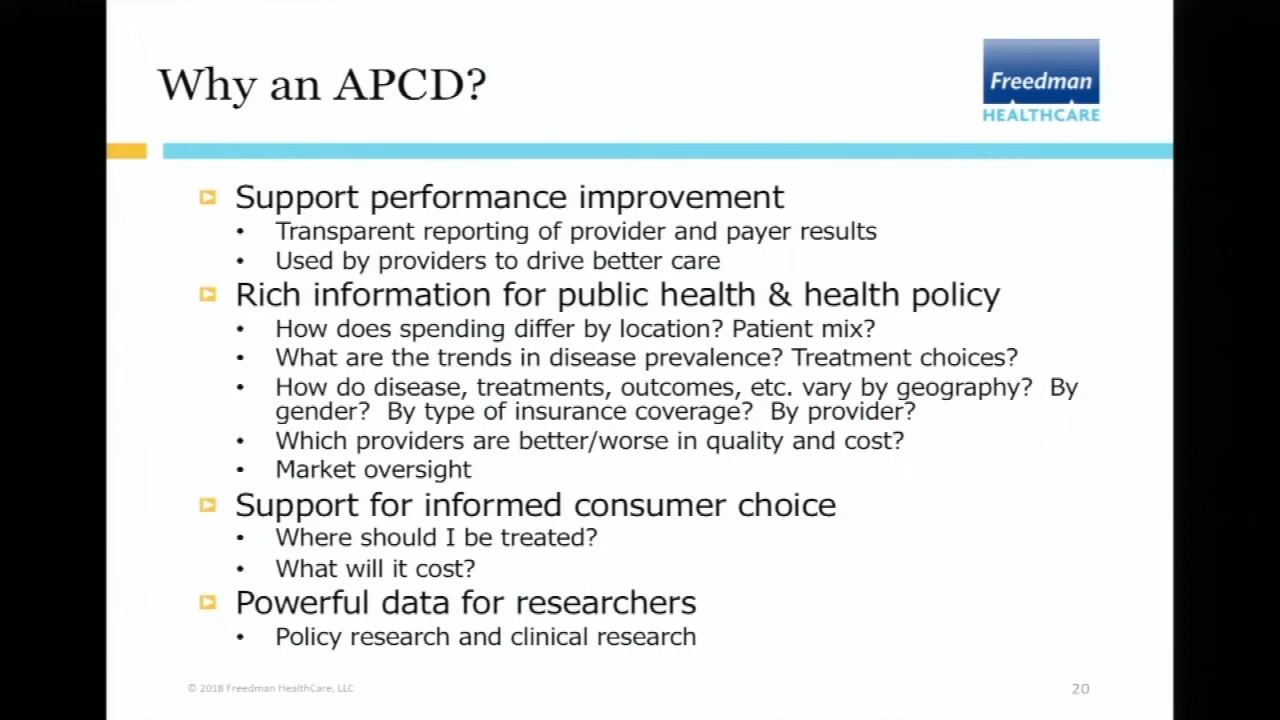 Why an APCD?
Freedman
HEALTHCARE
Support performance improvement
• Transparent reporting of provider and payer results
• Used by providers to drive better care
Rich information for public health & health policy
• How does spending differ by location? Patient mix?
• What are the trends in disease prevalence? Treatment choices?
• How do disease, treatments, outcomes, etc. vary by geography?  By
gender?  By type of insurance coverage?  By provider?
• Which providers are better/worse in quality and cost?
• Market oversight
Support for informed consumer choice
• Where should I be treated?
• What will it cost?
Powerful data for researchers
• Policy research and clinical research
© 2018 Freedman HealthCare, LLC
20